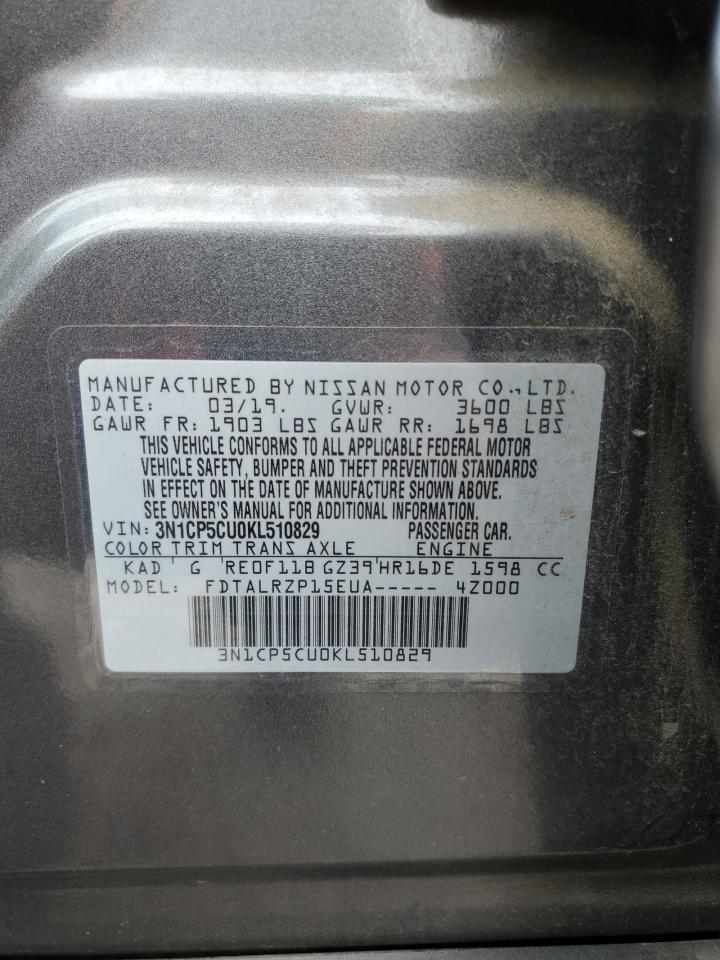 MANUFACTURED BY NISSAN MOTOR CO., LTD.
DATE: 03/19. GVWR: 3600 LBS
GAWR FR: 1903 LBS GAWR RR: 1698 LBS
THIS VEHICLE CONFORMS TO ALL APPLICABLE FEDERAL MOTOR
VEHICLE SAFETY, BUMPER AND THEFT PREVENTION STANDARDS
IN EFFECT ON THE DATE OF MANUFACTURE SHOWN ABOVE.
SEE OWNER'S MANUAL FOR ADDITIONAL INFORMATION.
VIN: 3N1CP5CU0KL510829 PASSENGER CAR.
COLOR TRIM TRANS AXLE ENGINE
KAD G RE0F11B GZ39 HR16DE 1598 CC
MODEL: FDTALRZP15EUA----- 4Z000
3N1CP5CU0KL510829